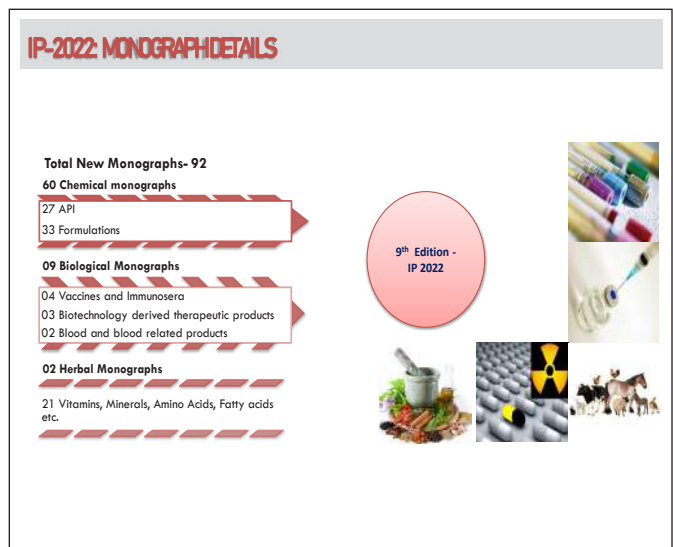 IP-2022: MONOGRAPH DETAILS
Total New Monographs- 92
60 Chemical monographs
27 API
33 Formulations
09 Biological Monographs
04 Vaccines and Immunosera
03 Biotechnology derived therapeutic products
02 Blood and blood related products
02 Herbal Monographs
21 Vitamins, Minerals, Amino Acids, Fatty acids
etc.
9th Edition -
IP 2022